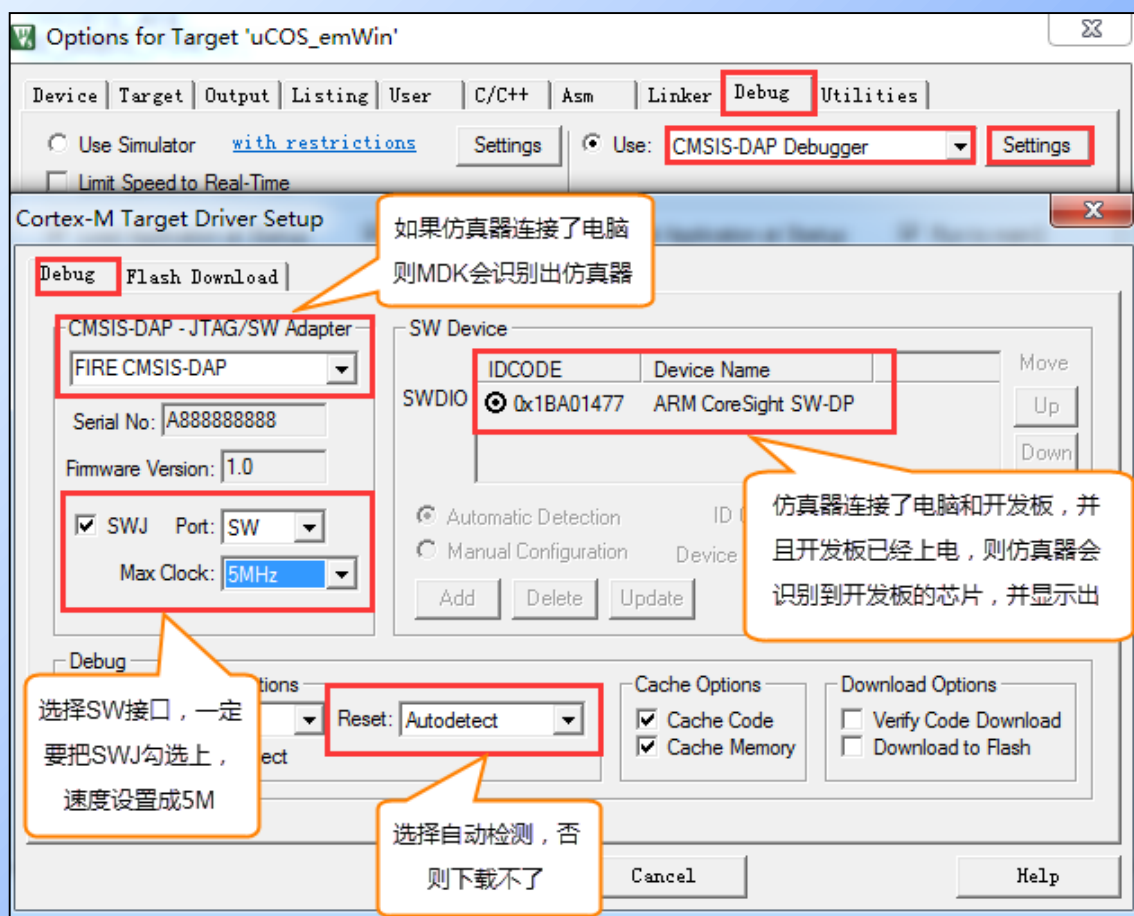 Options for Target 'uCOS_emWin'
Device Target Output Listing User C/C++ Asm Linker Debug Utilities
Use Simulator with restrictions Settings Use: CMSIS-DAP Debugger Settings
Limit Speed to Real-Time
Cortex-M Target Driver Setup
如果仿真器连接了电脑
则MDK会识别出仿真器
Debug Flash Download
CMSIS-DAP - JTAG/SW Adapter
FIRE CMSIS-DAP
Serial No: A888888888
Firmware Version: 1.0
SWJ Port: SW
Max Clock: 5MHz
SW Device
IDCODE Device Name
SWDIO 0x1BA01477 ARM CoreSight SW-DP
Move
Up
Down
Automatic Detection ID
Manual Configuration Device
Add Delete Update
仿真器连接了电脑和开发板，并
且开发板已经上电，则仿真器会
识别到开发板的芯片，并显示出
Debug
选择SW接口，一定
要把SWJ勾选上，
速度设置成5M
Reset: Autodetect
选择自动检测，否
则下载不了
Cache Options
Cache Code
Cache Memory
Download Options
Verify Code Download
Download to Flash
Cancel Help